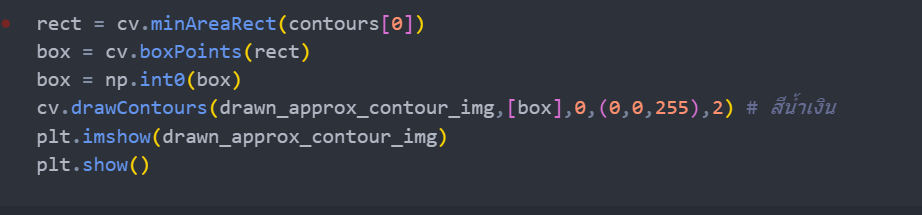 rect = cv.minAreaRect(contours[0])
box = cv.boxPoints(rect)
box = np.int0(box)
cv.drawContours(drawn_approx_contour_img,[box],0,(0,0,255),2) # สีน้ำเงิน
plt.imshow(drawn_approx_contour_img)
plt.show()